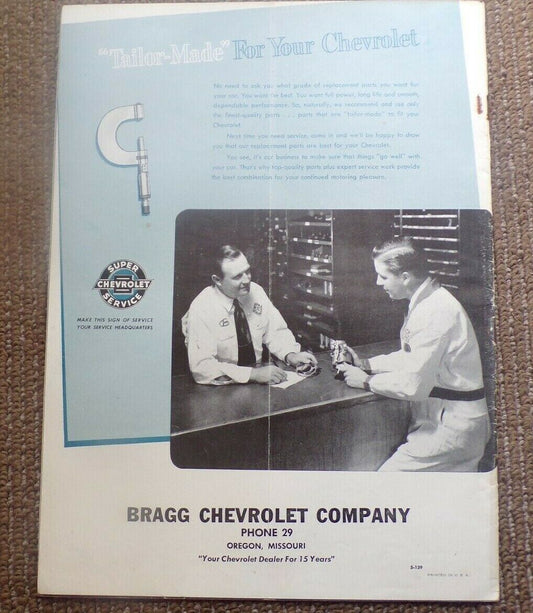 "Tailor-Made" For Your Chevrolet
No need to ask you what grade of replacement parts you want for
your car. You want the best. You want full power, long life and smooth,
dependable performance. So, naturally, we recommend and use only
the finest-quality parts . . . parts that are "tailor-made" to fit your
Chevrolet.
Next time you need service, come in and we'll be happy to draw
you that our replacement parts are best for your Chevrolet.
You see, it's our business to make sure that things "go well" with
your car. That's why top-quality parts plus expert service work provide
the best combination for your continued motoring pleasure.
SUPER
CHEVROLET
SERVICE
MAKE THIS SIGN OF SERVICE
YOUR SERVICE HEADQUARTERS
BRAGG CHEVROLET COMPANY
PHONE 29
OREGON, MISSOURI
"Your Chevrolet Dealer For 15 Years"
S-139
PRINTED IN U. S. A.